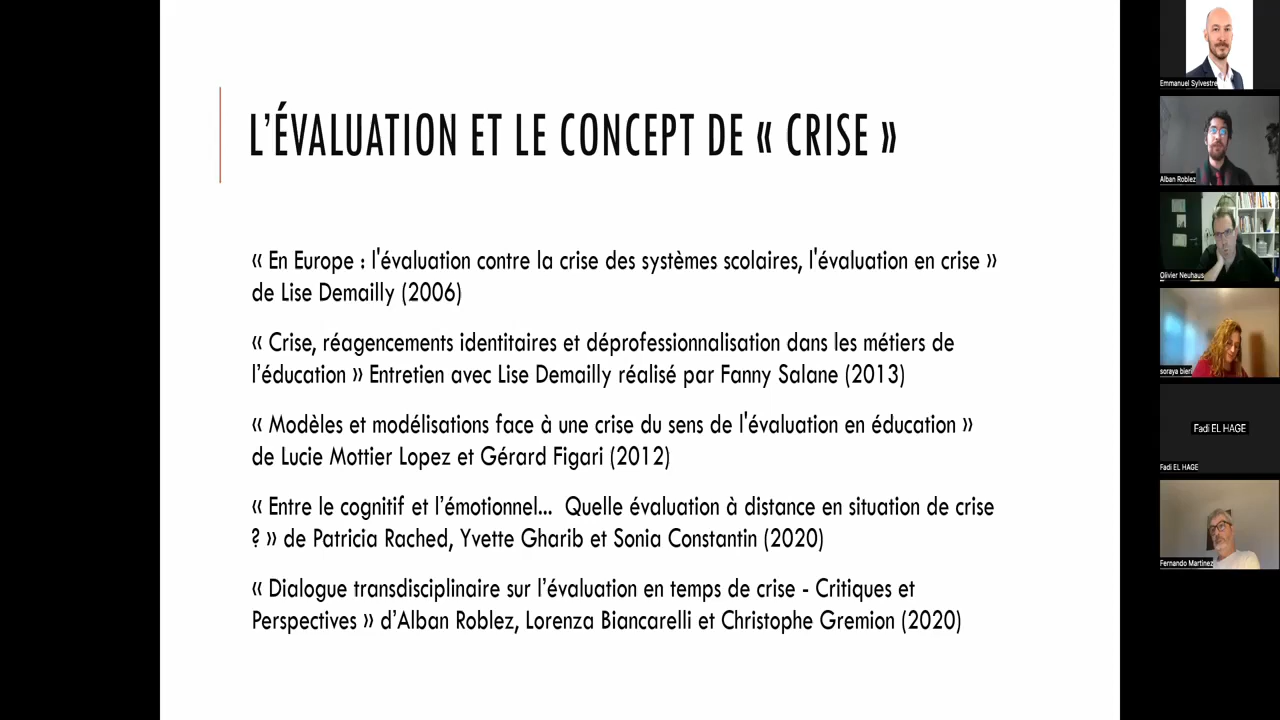 L'ÉVALUATION ET LE CONCEPT DE « CRISE »
« En Europe : l'évaluation contre la crise des systèmes scolaires, l'évaluation en crise »
de Lise Demailly (2006)
« Crise, réagencements identitaires et déprofessionnalisation dans les métiers de
l'éducation » Entretien avec Lise Demailly réalisé par Fanny Salane (2013)
« Modèles et modélisations face à une crise du sens de l'évaluation en éducation »
de Lucie Mottier Lopez et Gérard Figari (2012)
« Entre le cognitif et l'émotionnel...  Quelle évaluation à distance en situation de crise
? » de Patricia Rached, Yvette Gharib et Sonia Constantin (2020)
« Dialogue transdisciplinaire sur l'évaluation en temps de crise - Critiques et
Perspectives » d'Alban Roblez, Lorenza Biancarelli et Christophe Gremion (2020)
Emmanuel Sylvestre
Alban Roblez
Olivier Neuhaus
soraya bieri
Fadi EL HAGE
Fadi EL HAGE
Fernando Martinez